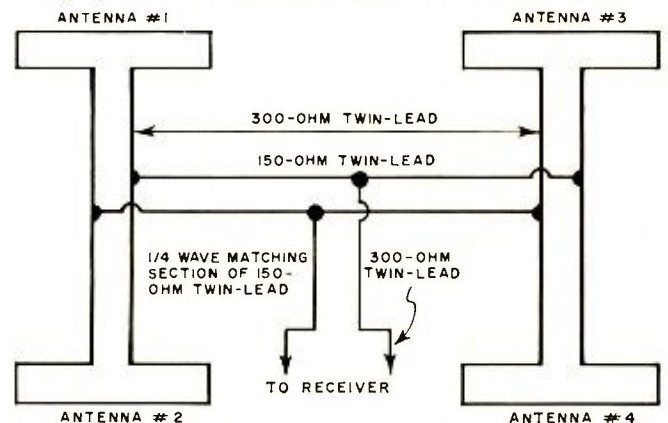 ANTENNA #1
ANTENNA #3
300-OHM TWIN-LEAD
150-OHM TWIN-LEAD
1/4 WAVE MATCHING
SECTION OF 150-
OHM TWIN-LEAD
300-OHM
TWIN-LEAD
TO RECEIVER
ANTENNA #2
ANTENNA #4